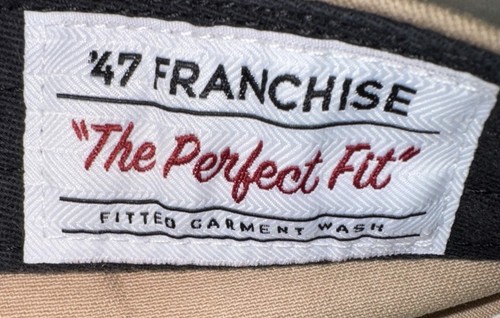 '47 FRANCHISE
"The Perfect Fit"
FITTED GARMENT WASH